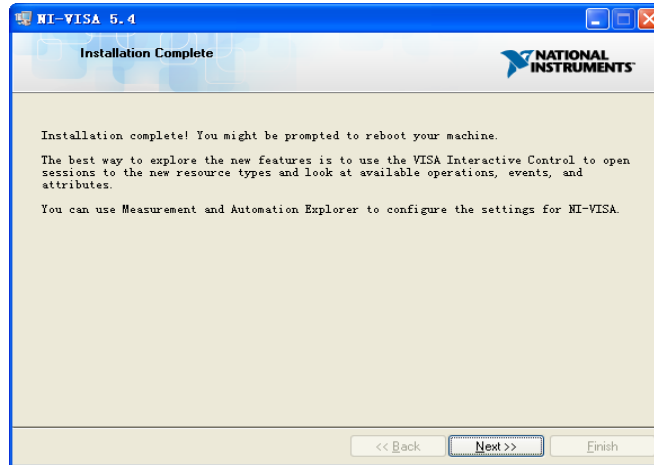 NI-VISA 5.4
Installation Complete
NATIONAL
INSTRUMENTS
Installation complete! You might be prompted to reboot your machine.
The best way to explore the new features is to use the VISA Interactive Control to open
sessions to the new resource types and look at available operations, events, and
attributes.
You can use Measurement and Automation Explorer to configure the settings for NI-VISA.
<< Back
Next >>
Finish